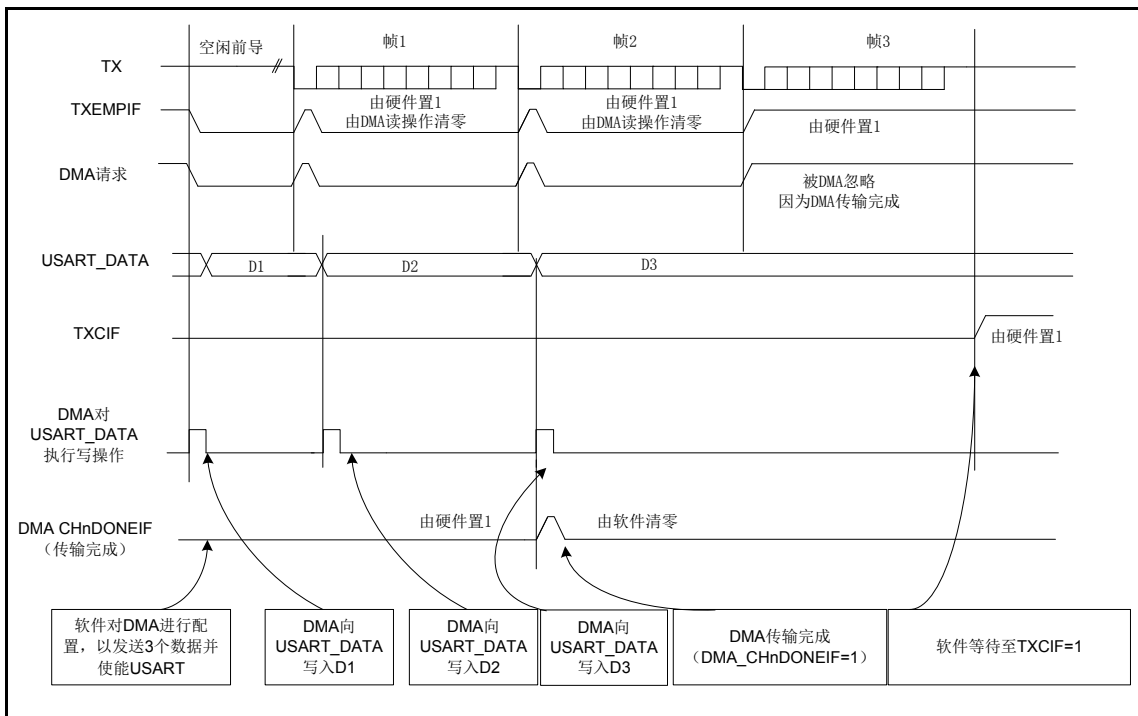 空闲前导
帧1
帧2
帧3
TX
TXEMPIF
由硬件置1
由DMA读操作清零
由硬件置1
由DMA读操作清零
由硬件置1
DMA请求
被DMA忽略
因为DMA传输完成
USART_DATA
D1
D2
D3
TXCIF
由硬件置1
DMA对
USART_DATA
执行写操作
DMA CHnDONEIF
(传输完成)
由硬件置1
由软件清零
软件对DMA进行配
置，以发送3个数据并
使能USART
DMA向
USART_DATA
写入D1
DMA向
USART_DATA
写入D2
DMA向
USART_DATA
写入D3
DMA传输完成
（DMA_CHnDONEIF=1）
软件等待至TXCIF=1